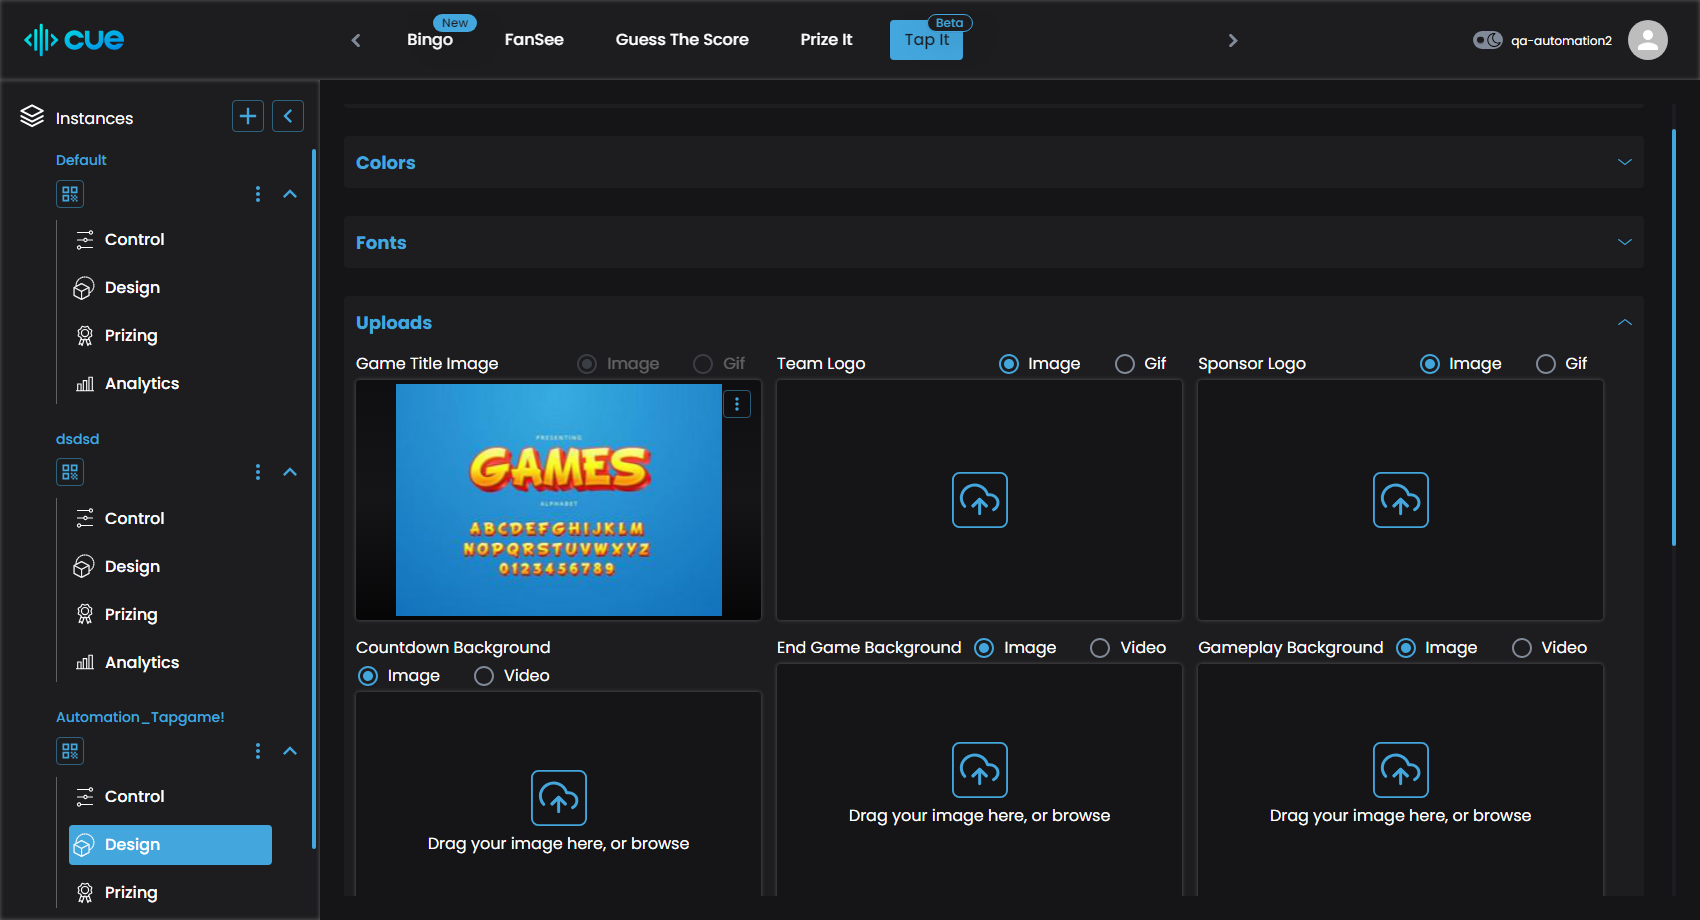 cue
New
Bingo
FanSee
Guess The Score
Prize It
Beta
Tap It
qa-automation2
Instances
Default
Control
Design
Prizing
Analytics
dsdsd
Control
Design
Prizing
Analytics
Automation_Tapgame!
Control
Design
Prizing
Colors
Fonts
Uploads
Game Title Image
Image
Gif
Team Logo
Image
Gif
Sponsor Logo
Image
Gif
PRESENTING
GAMES
ALPHABET
ABCDEFGHIJKLM
NOPQRSTUVWXYZ
0123456789
Countdown Background
Image
Video
End Game Background
Image
Video
Gameplay Background
Image
Video
Drag your image here, or browse
Drag your image here, or browse
Drag your image here, or browse